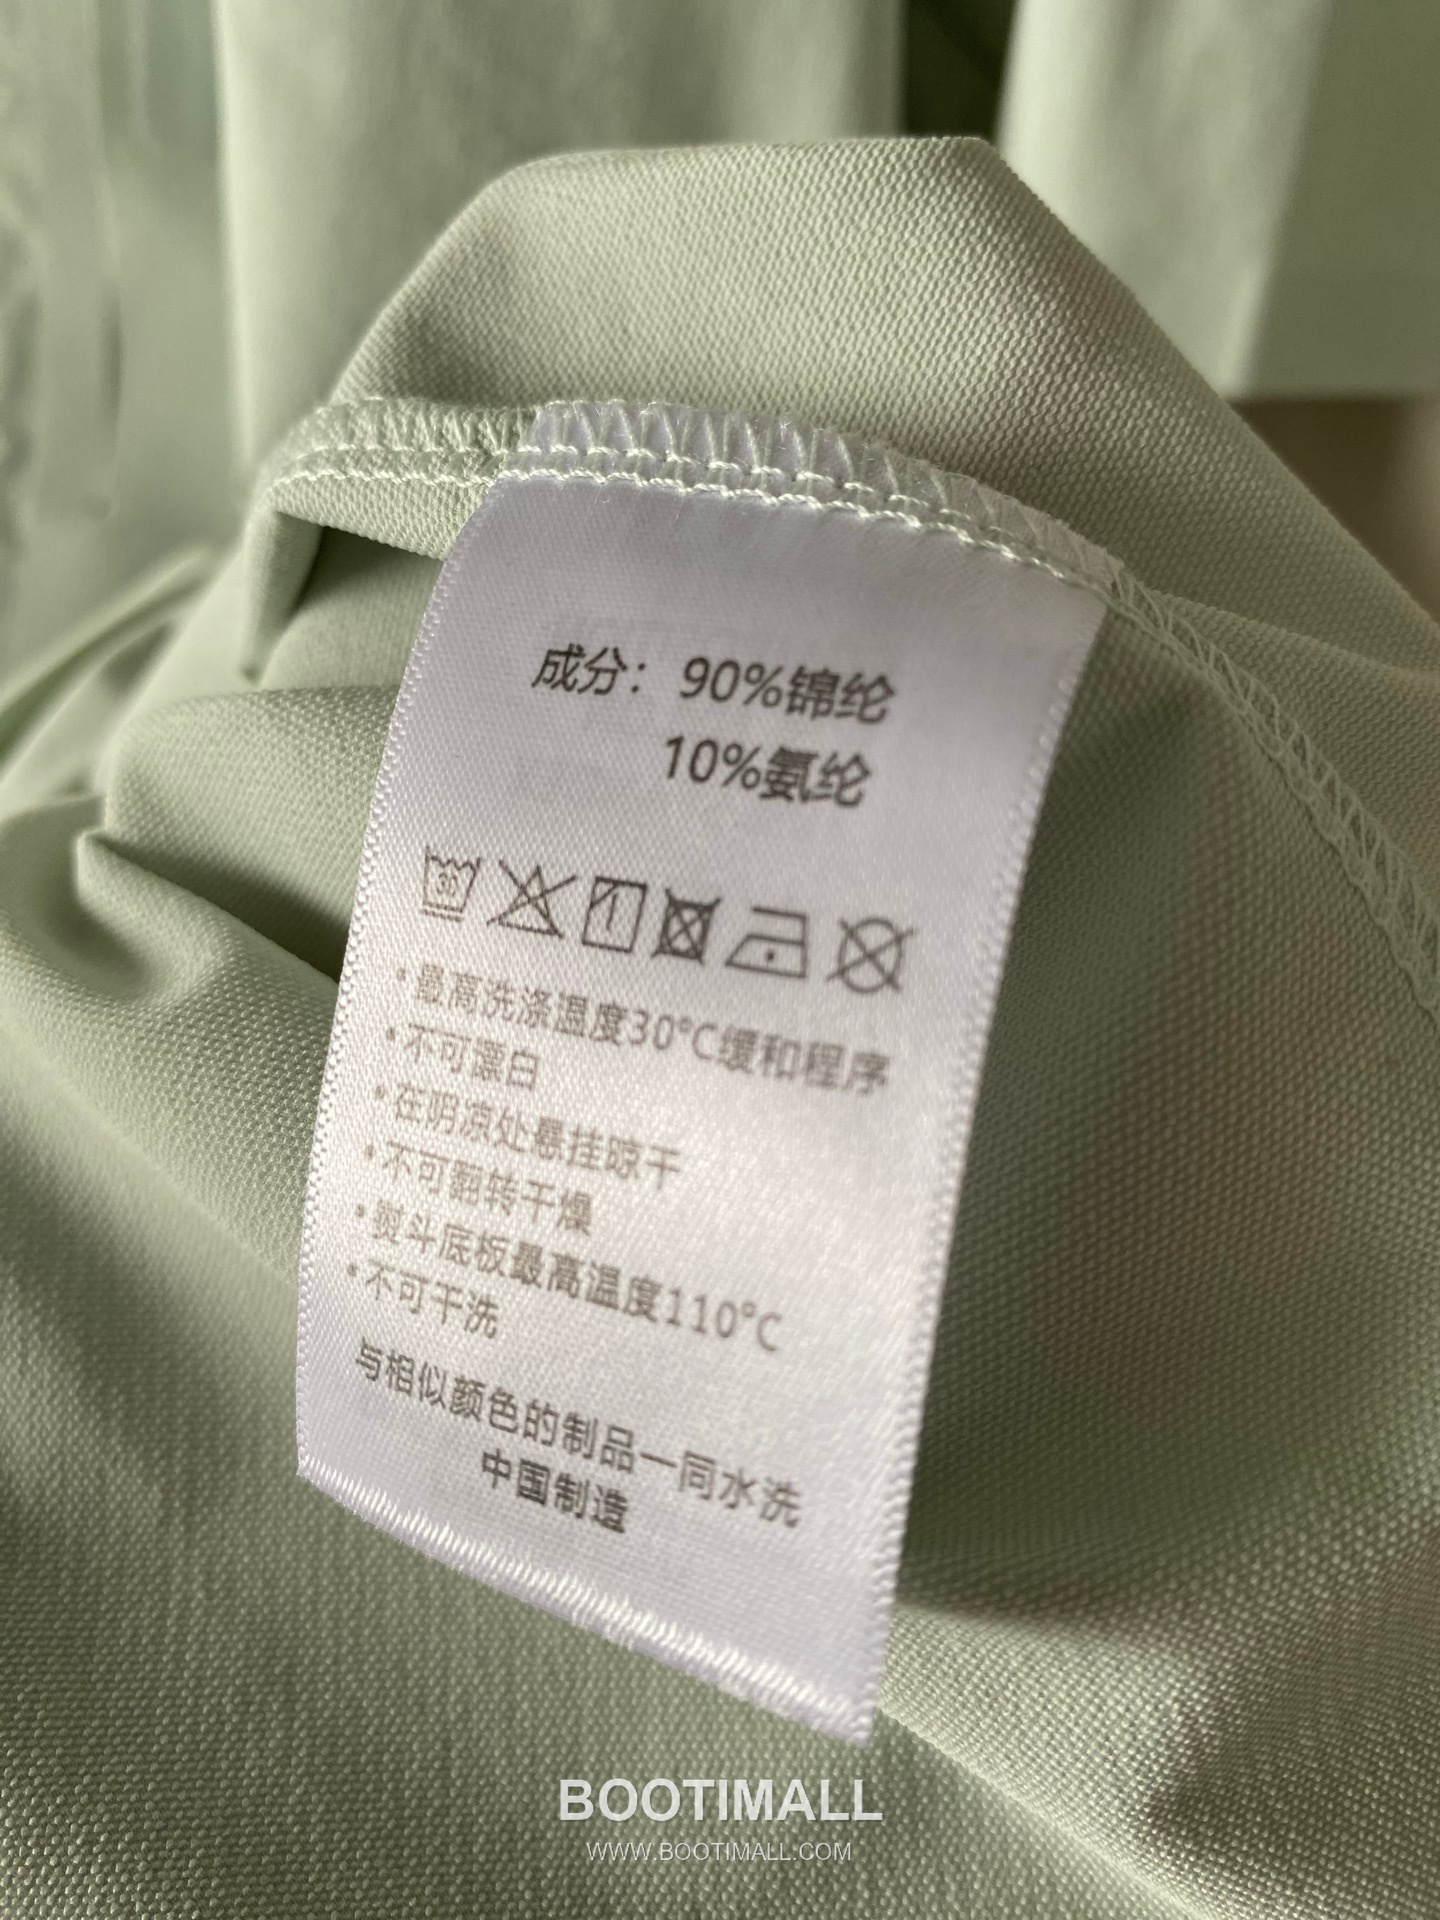 成分：90%锦纶
10%氨纶
30
•最高洗涤温度30°C缓和程序
•不可漂白
•在阴凉处悬挂晾干
•不可翻转干燥
•熨斗底板最高温度110°C
•不可干洗
与相似颜色的制品一同水洗
中国制造
BOOTIMALL
WWW.BOOTIMALL.COM